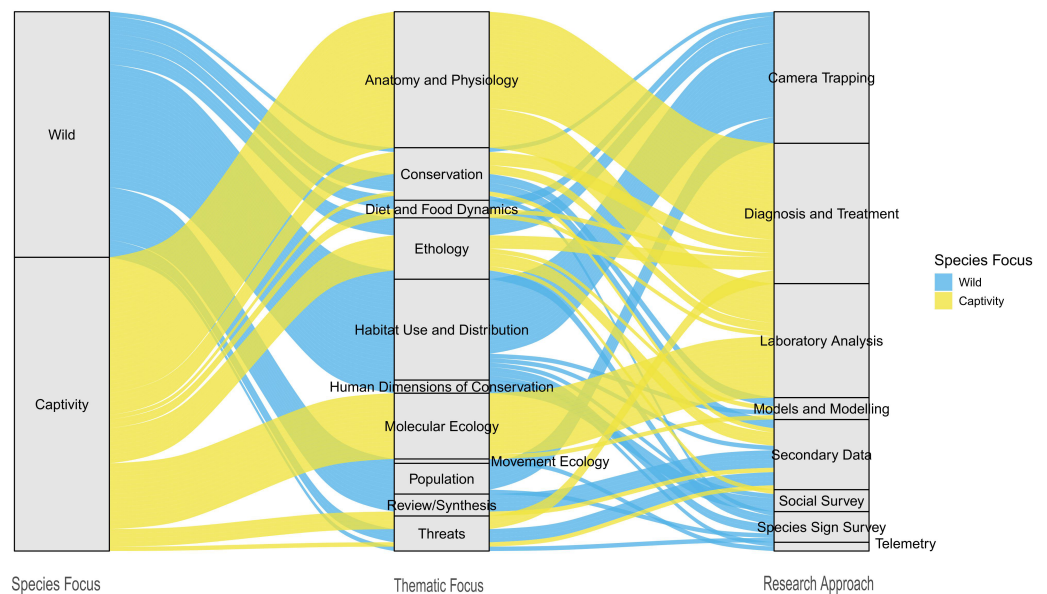 Wild
Captivity
Anatomy and Physiology
Conservation
Diet and Food Dynamics
Ethology
Habitat Use and Distribution
Human Dimensions of Conservation
Molecular Ecology
Movement Ecology
Population
Review/Synthesis
Threats
Camera Trapping
Diagnosis and Treatment
Laboratory Analysis
Models and Modelling
Secondary Data
Social Survey
Species Sign Survey
Telemetry
Species Focus
Wild
Captivity
Species Focus
Thematic Focus
Research Approach